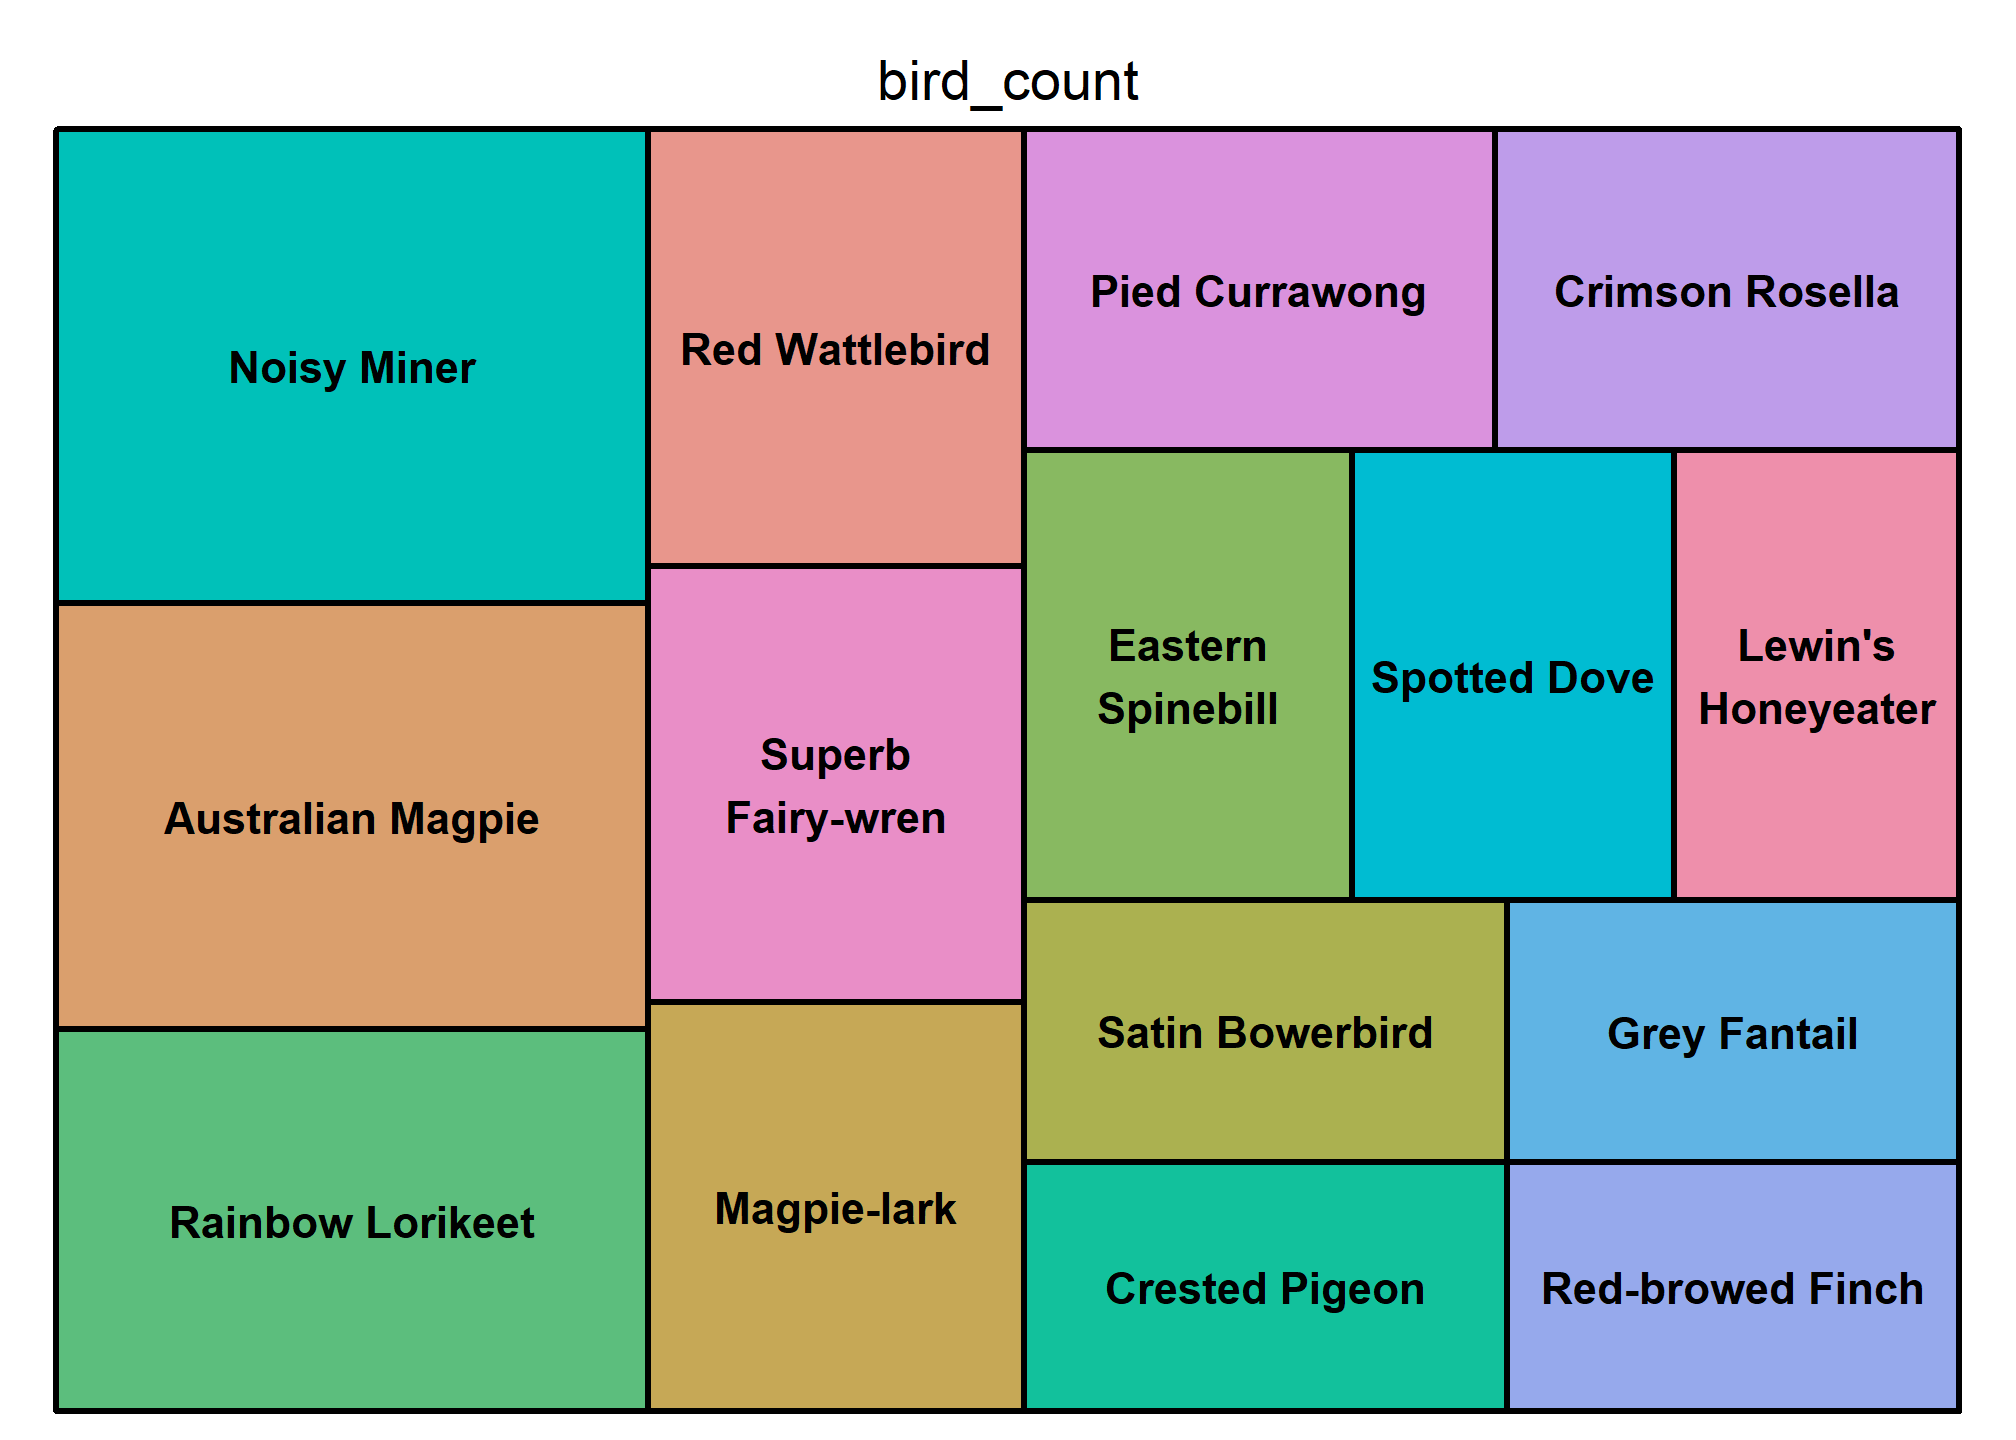 bird_count
Noisy Miner
Australian Magpie
Rainbow Lorikeet
Red Wattlebird
Superb
Fairy-wren
Magpie-lark
Pied Currawong
Crimson Rosella
Eastern
Spinebill
Spotted Dove
Lewin's
Honeyeater
Satin Bowerbird
Grey Fantail
Crested Pigeon
Red-browed Finch